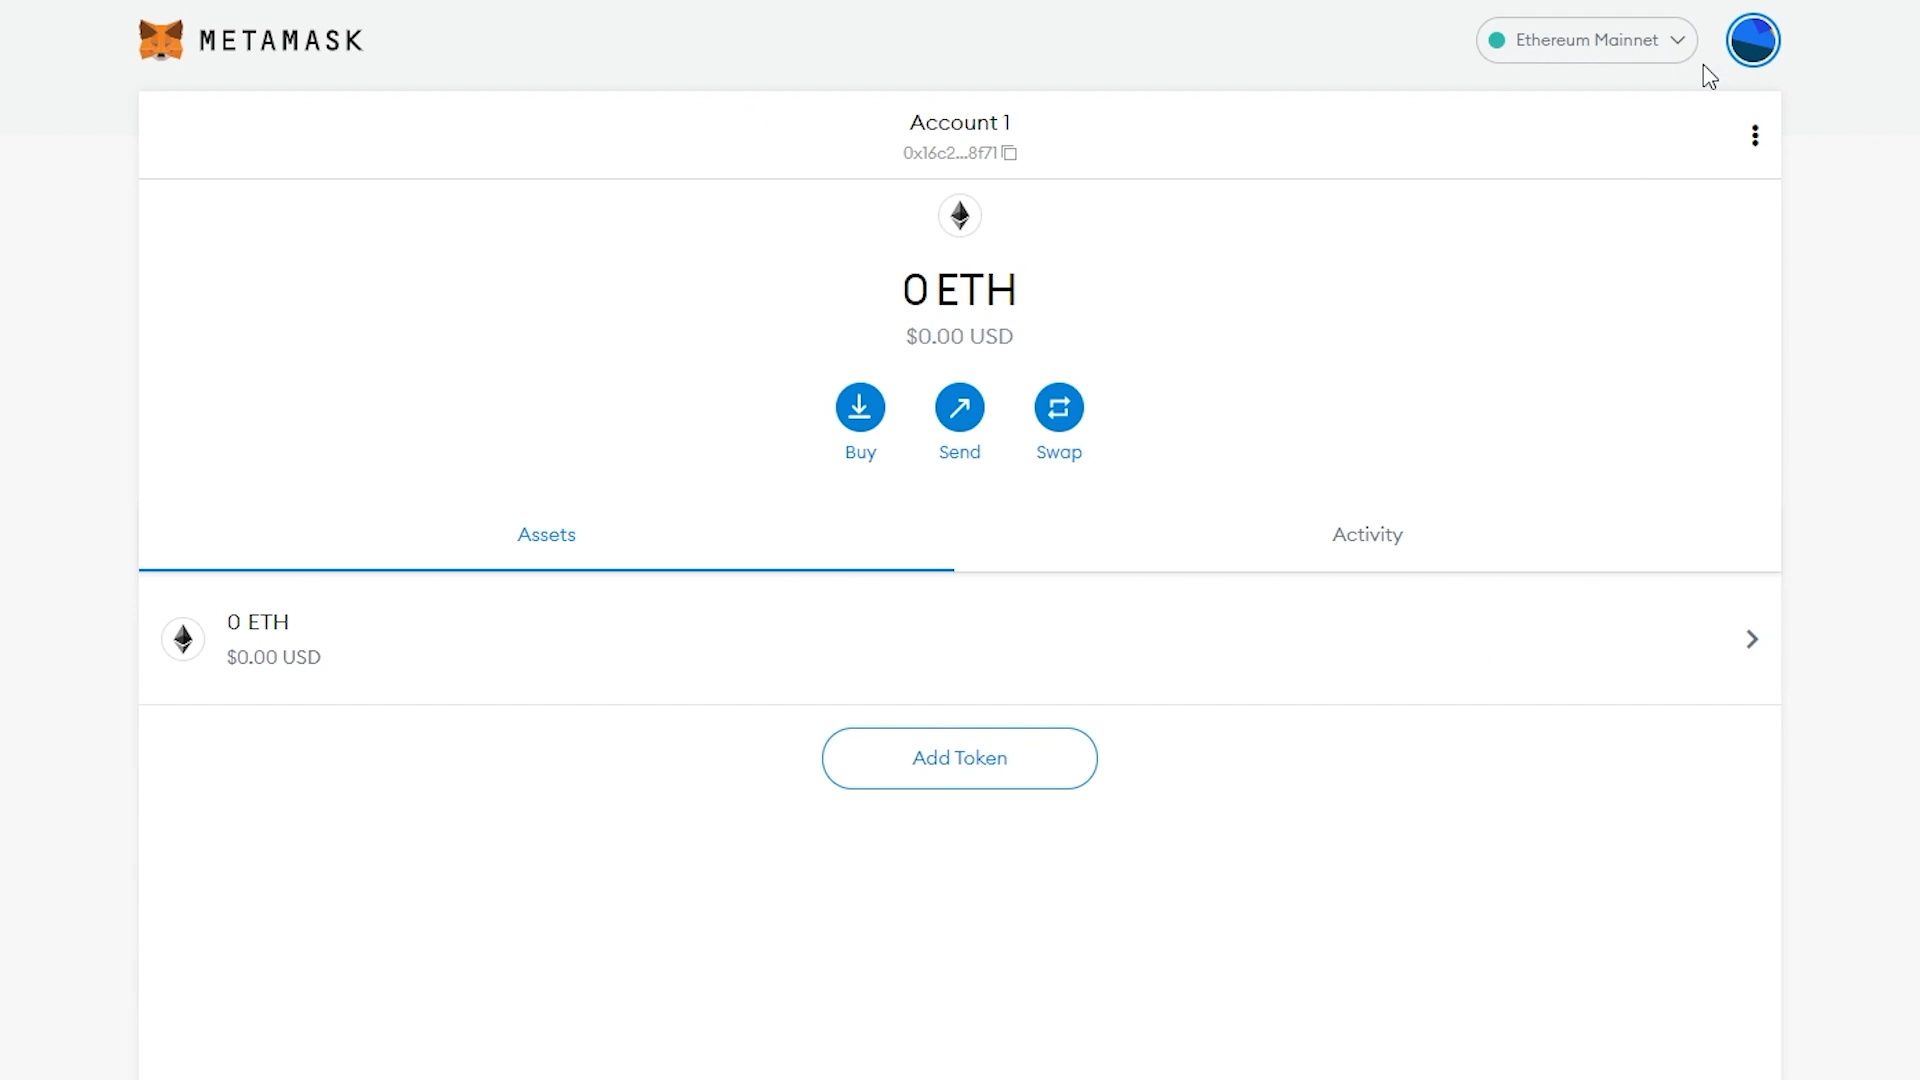 METAMASK
Ethereum Mainnet
Account 1
0x16c2...8f71
0 ETH
$0.00 USD
Buy
Send
Swap
Assets
Activity
0 ETH
$0.00 USD
Add Token